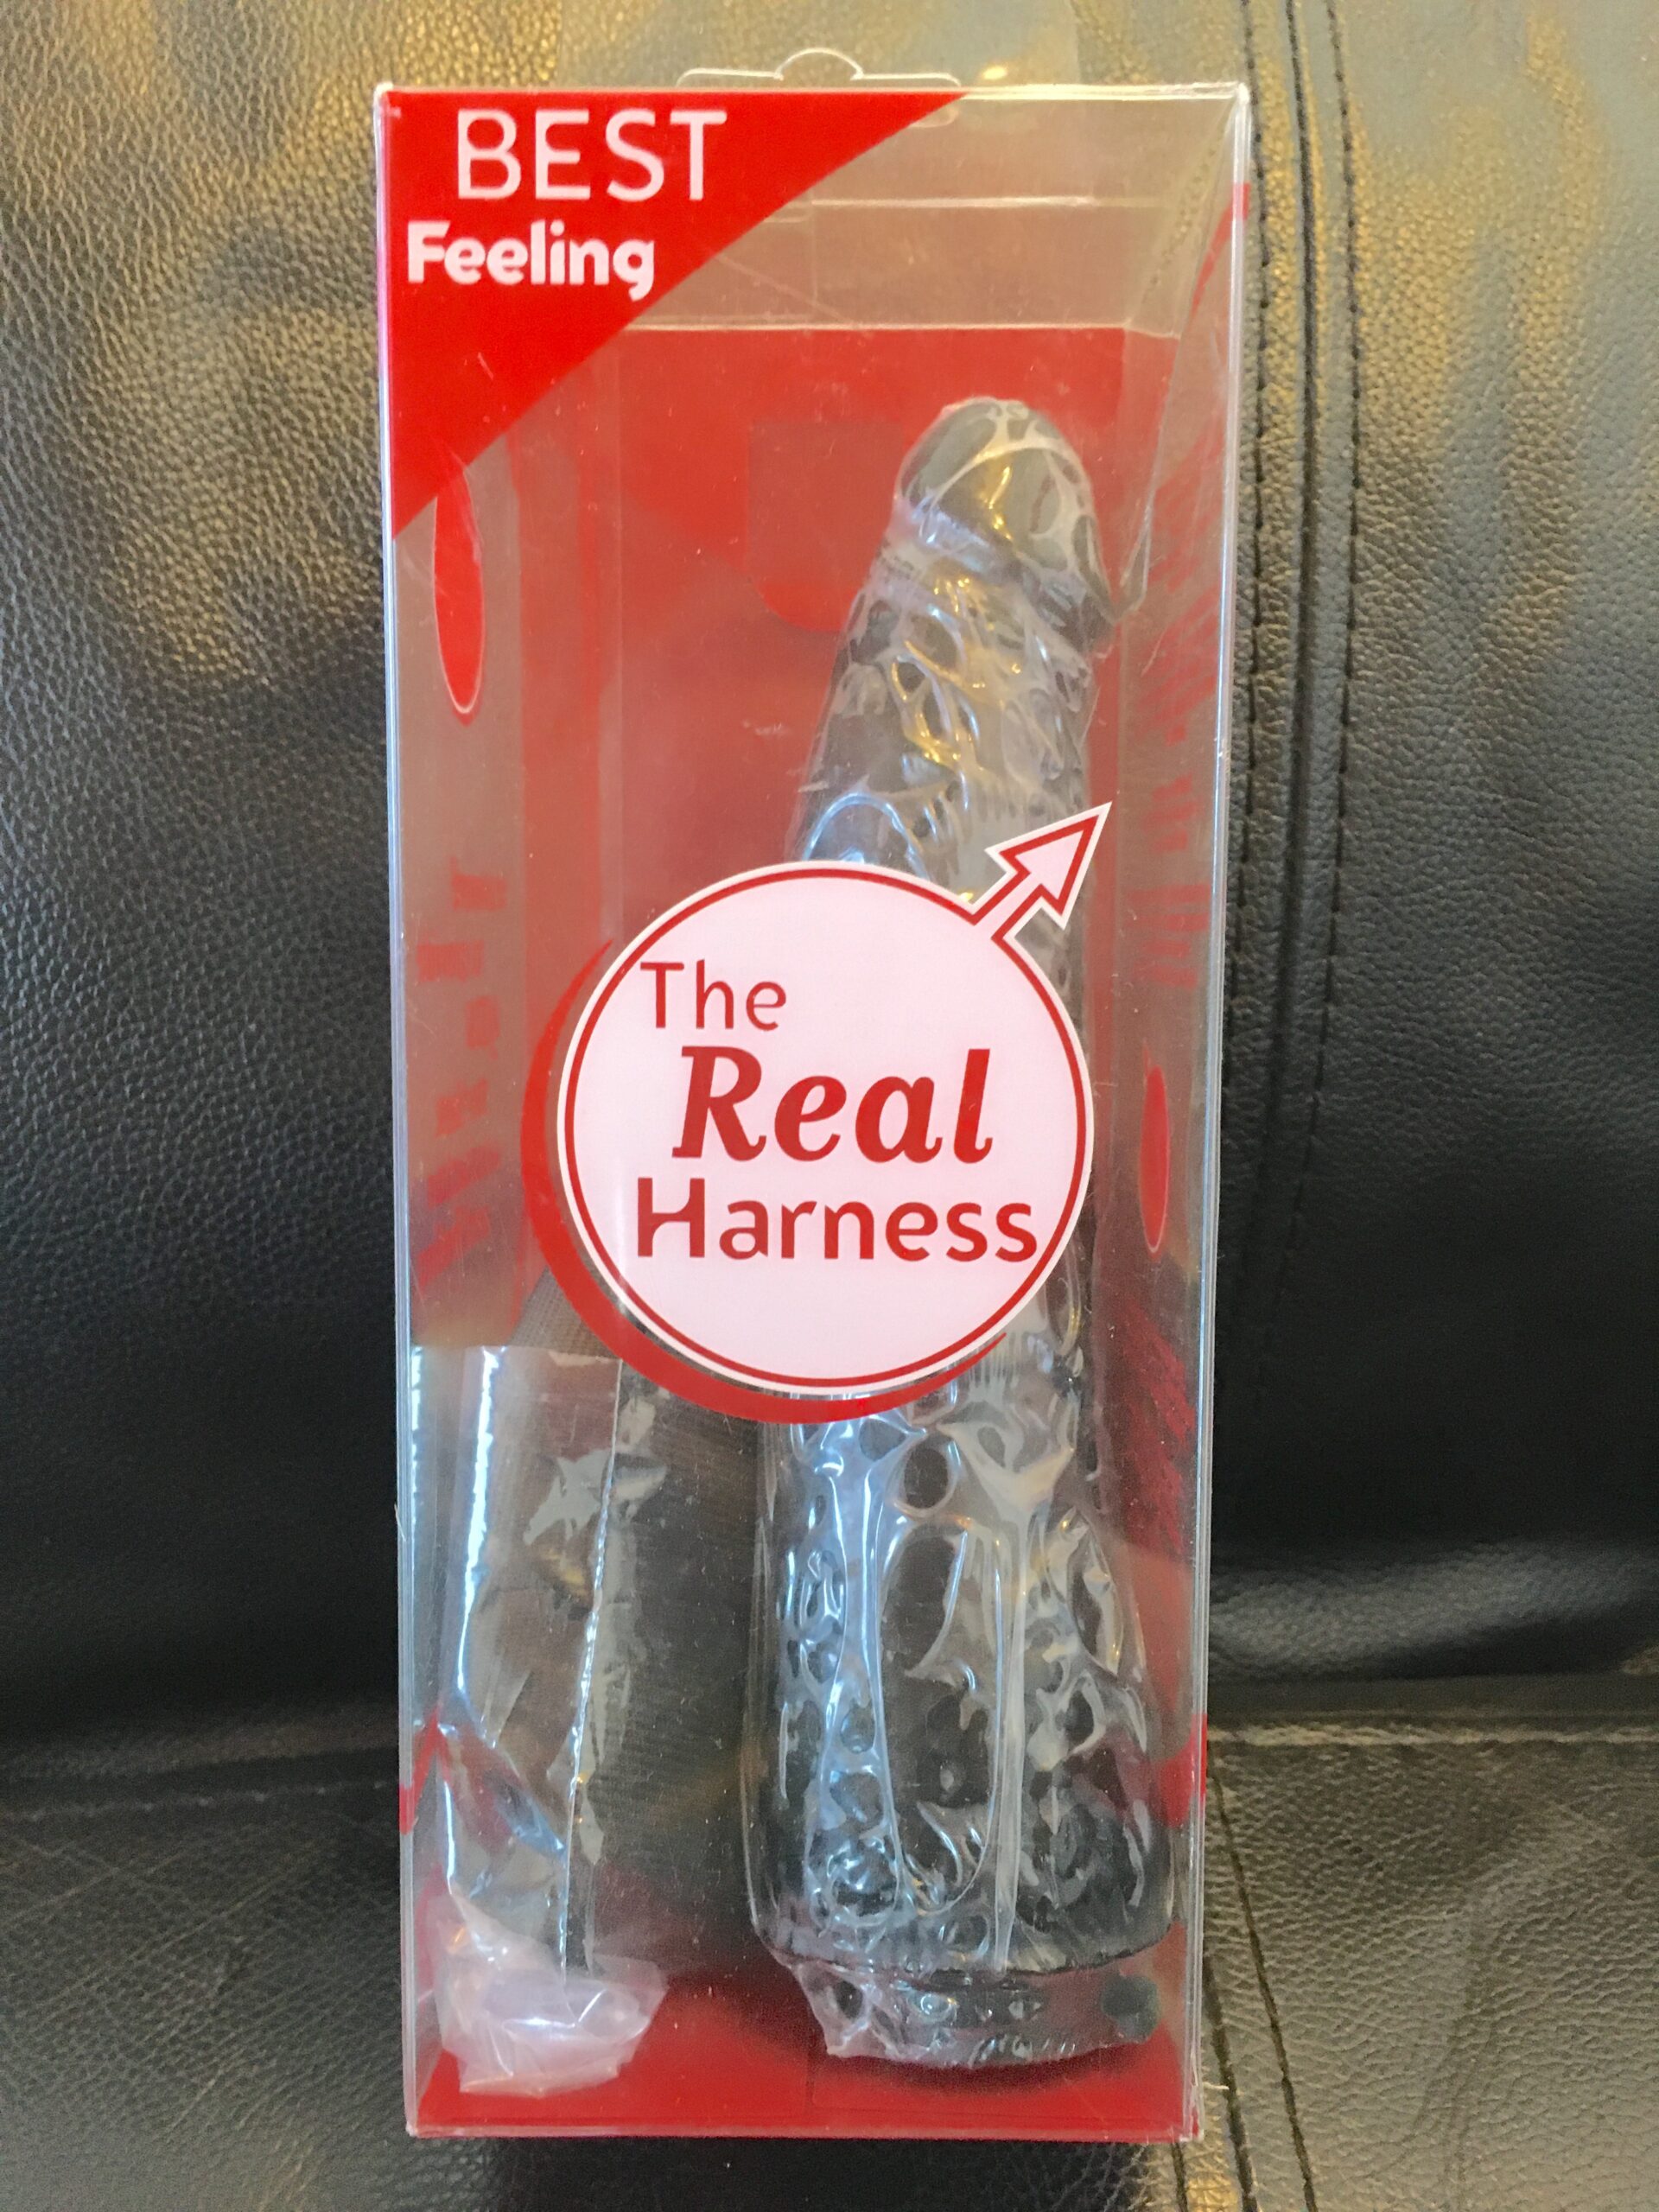 BEST
Feeling
The
Real
Harness